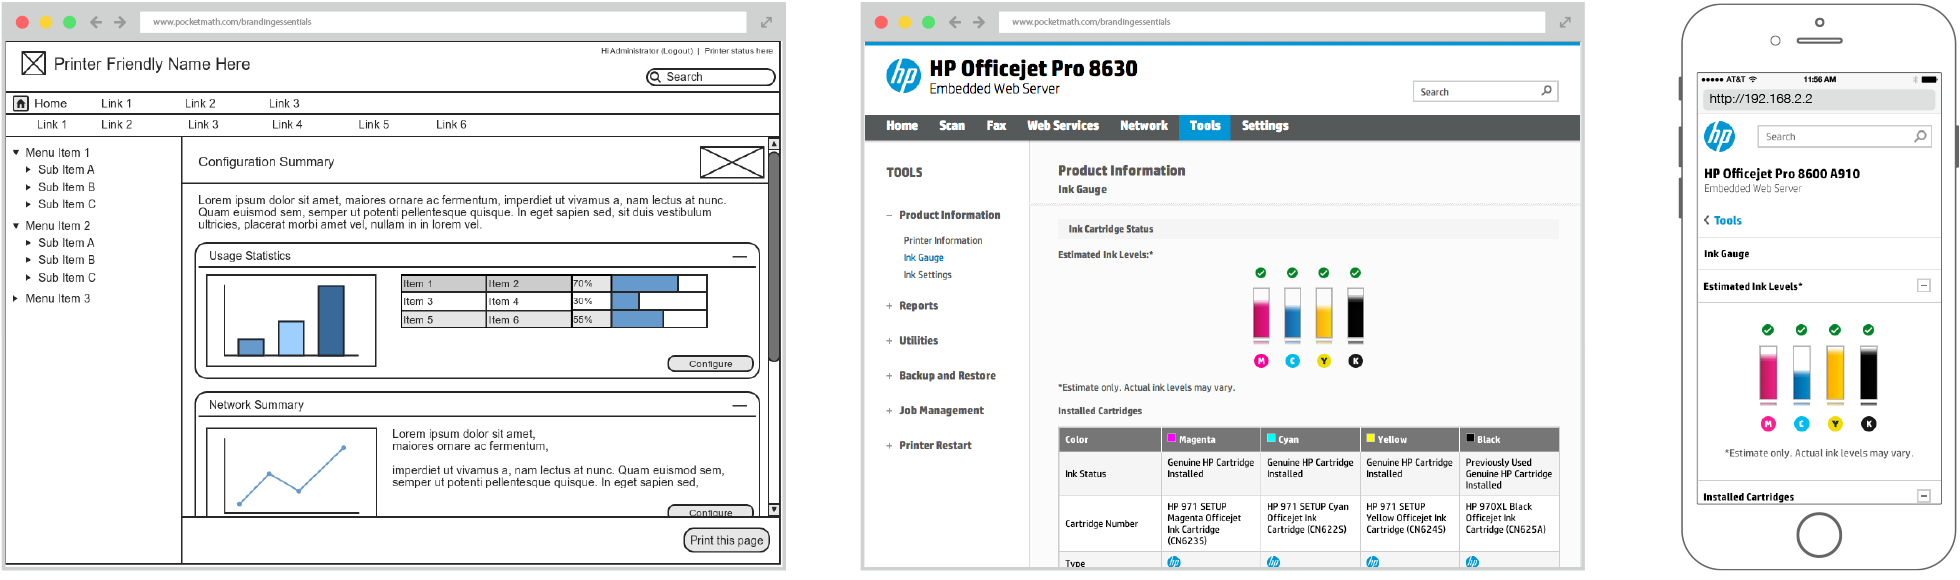 www.pocketmath.com/brandingessentials
Hi Administrator (Logout) | Printer status here
Printer Friendly Name Here
Search
Home Link 1 Link 2 Link 3
Link 1 Link 2 Link 3 Link 4 Link 5 Link 6
Menu Item 1
Sub Item A
Sub Item B
Sub Item C
Menu Item 2
Sub Item A
Sub Item B
Sub Item C
Menu Item 3
Configuration Summary
Lorem ipsum dolor sit amet, maiores ornare ac fermentum, imperdiet ut vivamus a, nam lectus at nunc.
Quam euismod sem, semper ut potenti pellentesque quisque. In eget sapien sed, sit duis vestibulum
ultricies, placerat morbi amet vel, nullam in in lorem vel.
Usage Statistics
Item 1 Item 2 70%
Item 3 Item 4 30%
Item 5 Item 6 55%
Configure
Network Summary
Lorem ipsum dolor sit amet,
maiores ornare ac fermentum,
imperdiet ut vivamus a, nam lectus at nunc. Quam euismod sem,
semper ut potenti pellentesque quisque. In eget sapien sed,
Configure
Print this page
www.pocketmath.com/brandingessentials
hp
HP Officejet Pro 8630
Embedded Web Server
Search
Home Scan Fax Web Services Network Tools Settings
TOOLS
Product Information
Printer Information
Ink Gauge
Ink Settings
Reports
Utilities
Backup and Restore
Job Management
Printer Restart
Product Information
Ink Gauge
Ink Cartridge Status
Estimated Ink Levels:*
M C Y K
*Estimate only. Actual ink levels may vary.
Installed Cartridges
Color Magenta Cyan Yellow Black
Ink Status
Genuine HP Cartridge
Installed
Genuine HP Cartridge
Installed
Genuine HP Cartridge
Installed
Previously Used
Genuine HP Cartridge
Installed
Cartridge Number
HP 971 SETUP
Magenta Officejet
Ink Cartridge
(CN623S)
HP 971 SETUP Cyan
Officejet Ink
Cartridge (CN622S)
HP 971 SETUP
Yellow Officejet Ink
Cartridge (CN624S)
HP 970XL Black
Officejet Ink
Cartridge (CN625A)
Type hp hp hp hp
AT&T 11:56 AM
http://192.168.2.2
hp
Search
HP Officejet Pro 8600 A910
Embedded Web Server
Tools
Ink Gauge
Estimated Ink Levels*
M C Y K
*Estimate only. Actual ink levels may vary.
Installed Cartridges